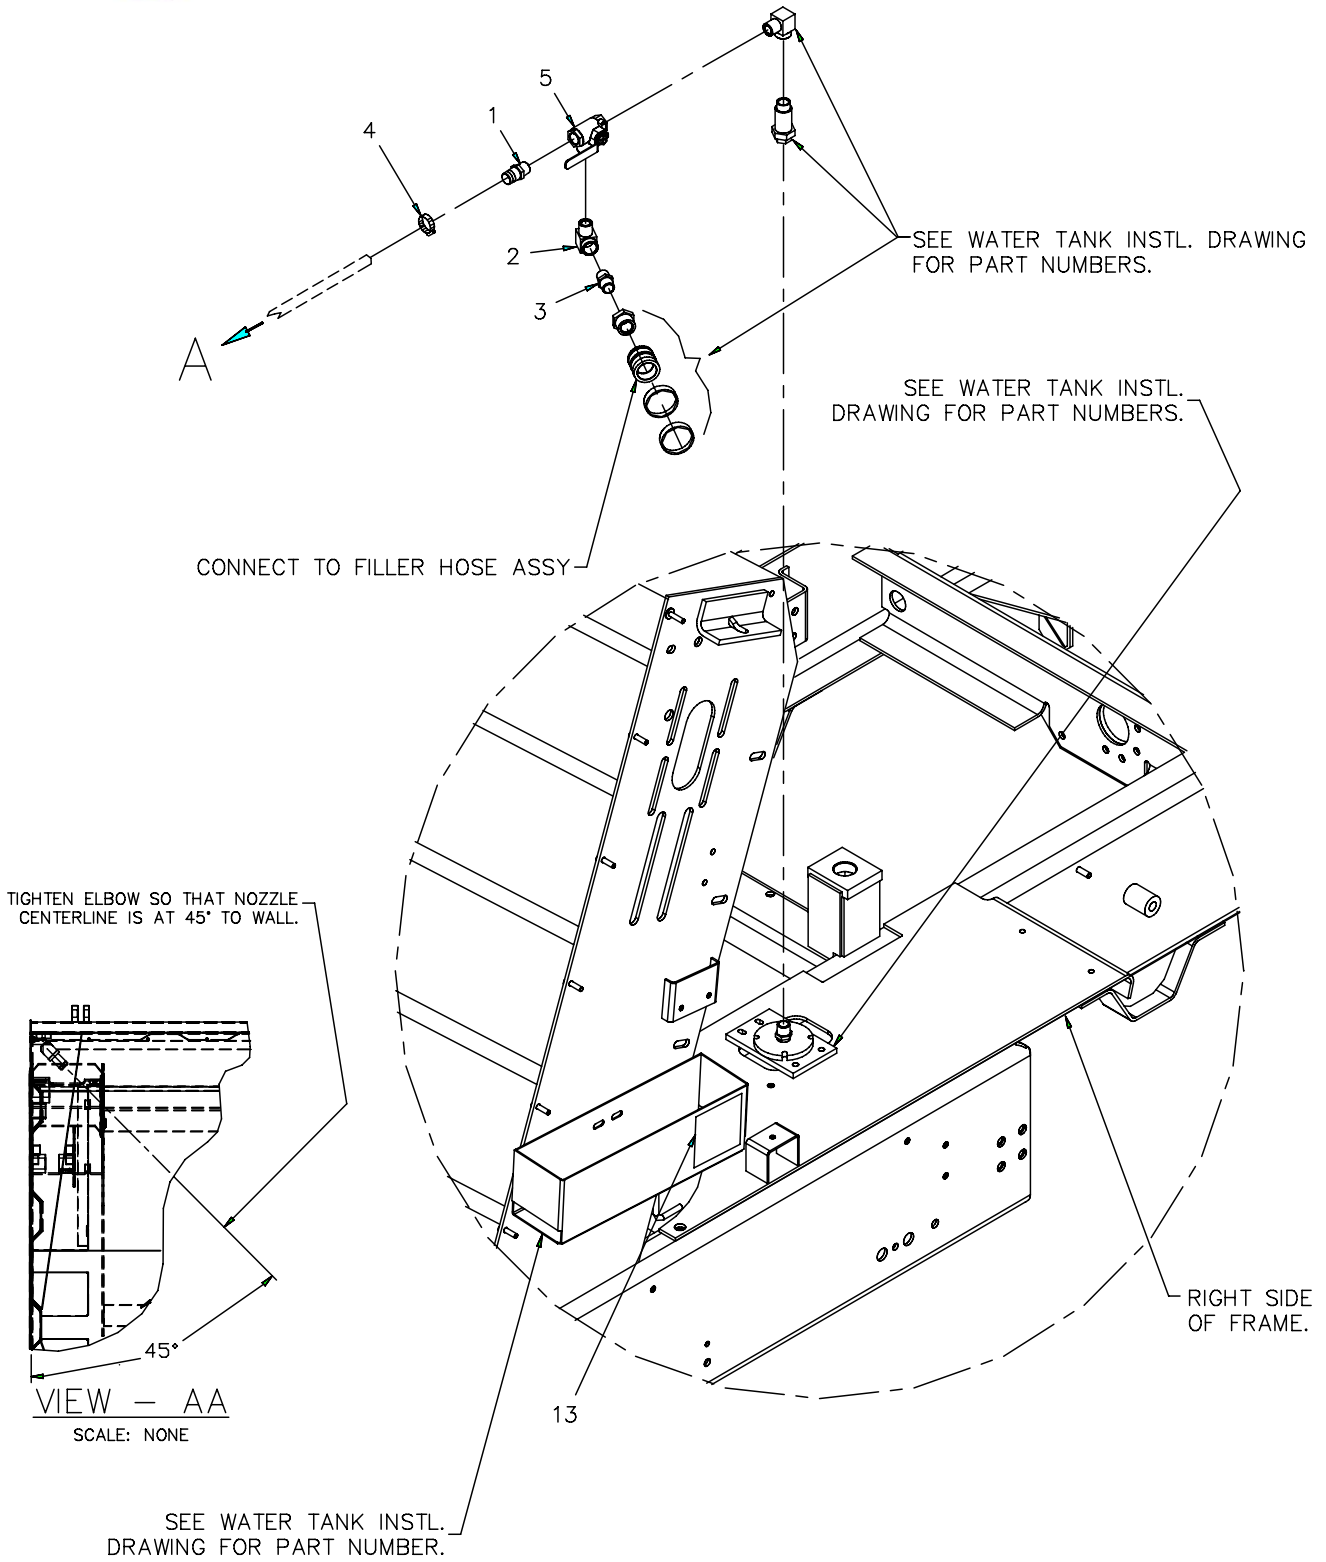 5
1
4
2
3
SEE WATER TANK INSTL. DRAWING
FOR PART NUMBERS.
A
SEE WATER TANK INSTL.
DRAWING FOR PART NUMBERS.
CONNECT TO FILLER HOSE ASSY
TIGHTEN ELBOW SO THAT NOZZLE
CENTERLINE IS AT 45° TO WALL.
RIGHT SIDE
OF FRAME.
45°
VIEW - AA
SCALE: NONE
13
SEE WATER TANK INSTL.
DRAWING FOR PART NUMBER.